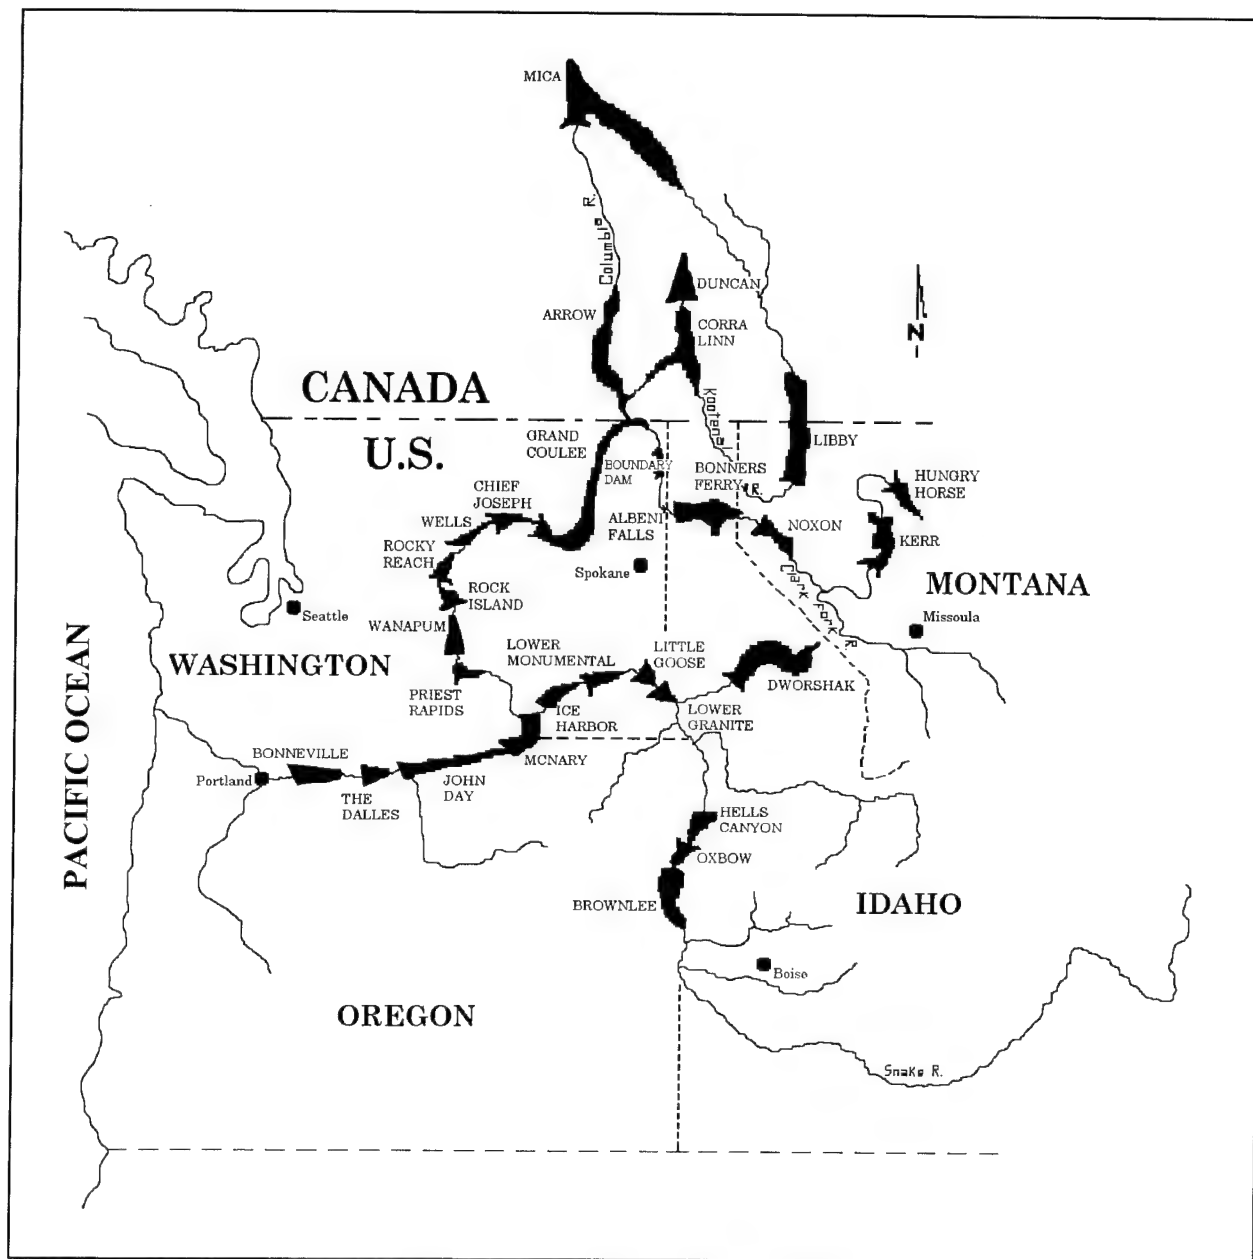 MICA
Columbia R.
DUNCAN
ARROW
CORRA
LINN
N
CANADA
Kootenai
R.
U.S.
GRAND
COULEE
LIBBY
BOUNDARY
DAM
BONNERS
FERRY
HUNGRY
HORSE
CHIEF
JOSEPH
WELLS
ALBENI
FALLS
NOXON
KERR
ROCKY
REACH
Spokane
Clark Fork R.
MONTANA
ROCK
ISLAND
Seattle
Missoula
WANAPUM
LOWER
MONUMENTAL
LITTLE
GOOSE
WASHINGTON
DWORSHAK
PRIEST
RAPIDS
ICE
HARBOR
LOWER
GRANITE
PACIFIC OCEAN
BONNEVILLE
MCNARY
Portland
JOHN
DAY
THE
DALLES
HELLS
CANYON
OXBOW
BROWNLEE
IDAHO
Boise
OREGON
Snake R.